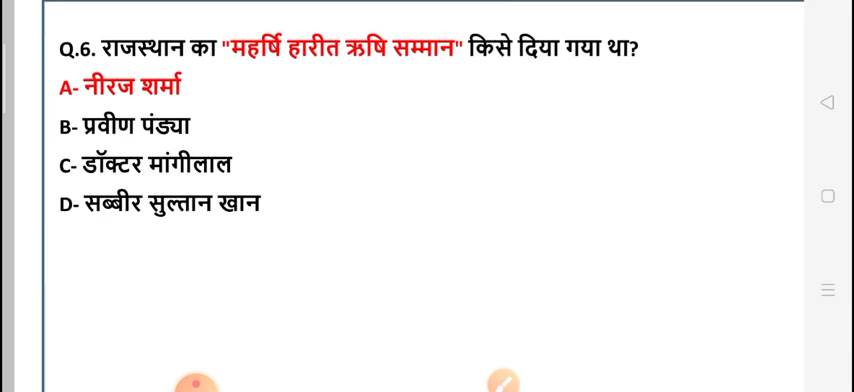 Q.6. राजस्थान का "महर्षि हारीत ऋषि सम्मान" किसे दिया गया था?
A- नीरज शर्मा
B- प्रवीण पंड्या
C- डॉक्टर मांगीलाल
D- सब्बीर सुल्तान खान